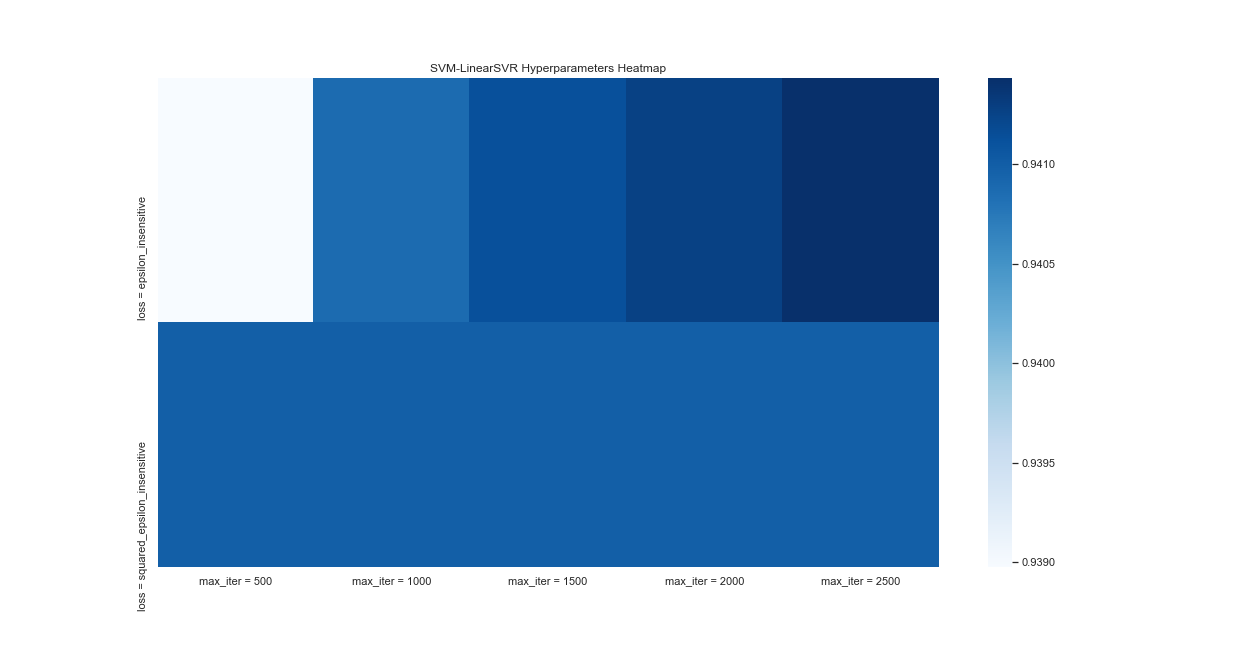 SVM-LinearSVR Hyperparameters Heatmap
loss = epsilon_insensitive
loss = squared_epsilon_insensitive
max_iter = 500
max_iter = 1000
max_iter = 1500
max_iter = 2000
max_iter = 2500
0.9410
0.9405
0.9400
0.9395
0.9390